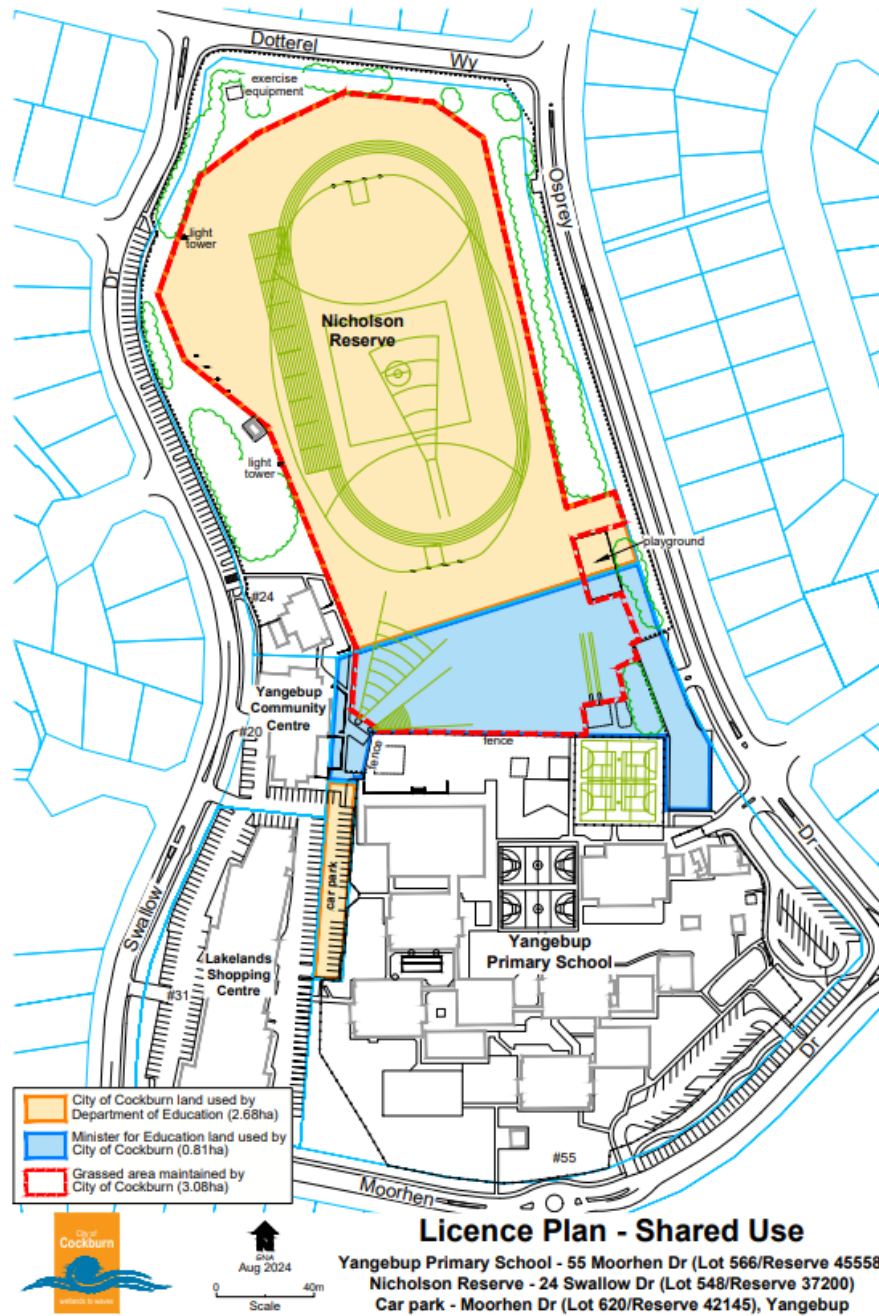 Dotterel
Wy
exercise
equipment
Osprey
light
tower
Dr
Nicholson
Reserve
light
tower
playground
#24
Yangebup
Community
Centre
#20
fence
fence
Dr
car park
Swallow
Yangebup
Primary School
Lakelands
Shopping
Centre
#31
Dr
City of Cockburn land used by
Department of Education (2.68ha)
Minister for Education land used by
City of Cockburn (0.81ha)
Grassed area maintained by
City of Cockburn (3.08ha)
#55
Moorhen
City of
Cockburn
wetlands to waves
N
GNA
Aug 2024
0 40m
Scale
Licence Plan - Shared Use
Yangebup Primary School - 55 Moorhen Dr (Lot 566/Reserve 45558
Nicholson Reserve - 24 Swallow Dr (Lot 548/Reserve 37200)
Car park - Moorhen Dr (Lot 620/Reserve 42145), Yangebup